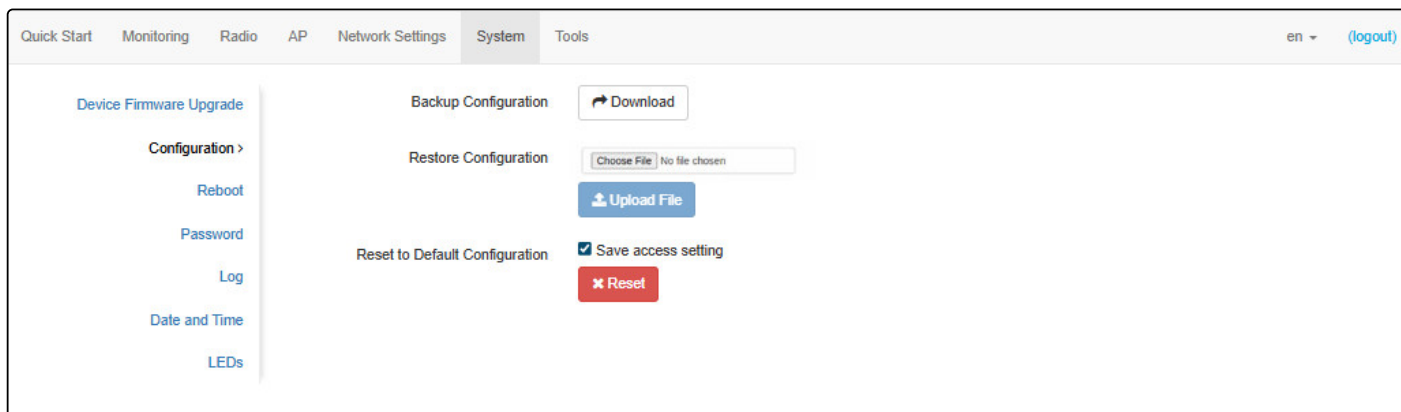 Quick Start Monitoring Radio AP Network Settings System Tools en (logout)
Device Firmware Upgrade
Configuration >
Reboot
Password
Log
Date and Time
LEDs
Backup Configuration Download
Restore Configuration Choose File No file chosen
Upload File
Reset to Default Configuration Save access setting
Reset